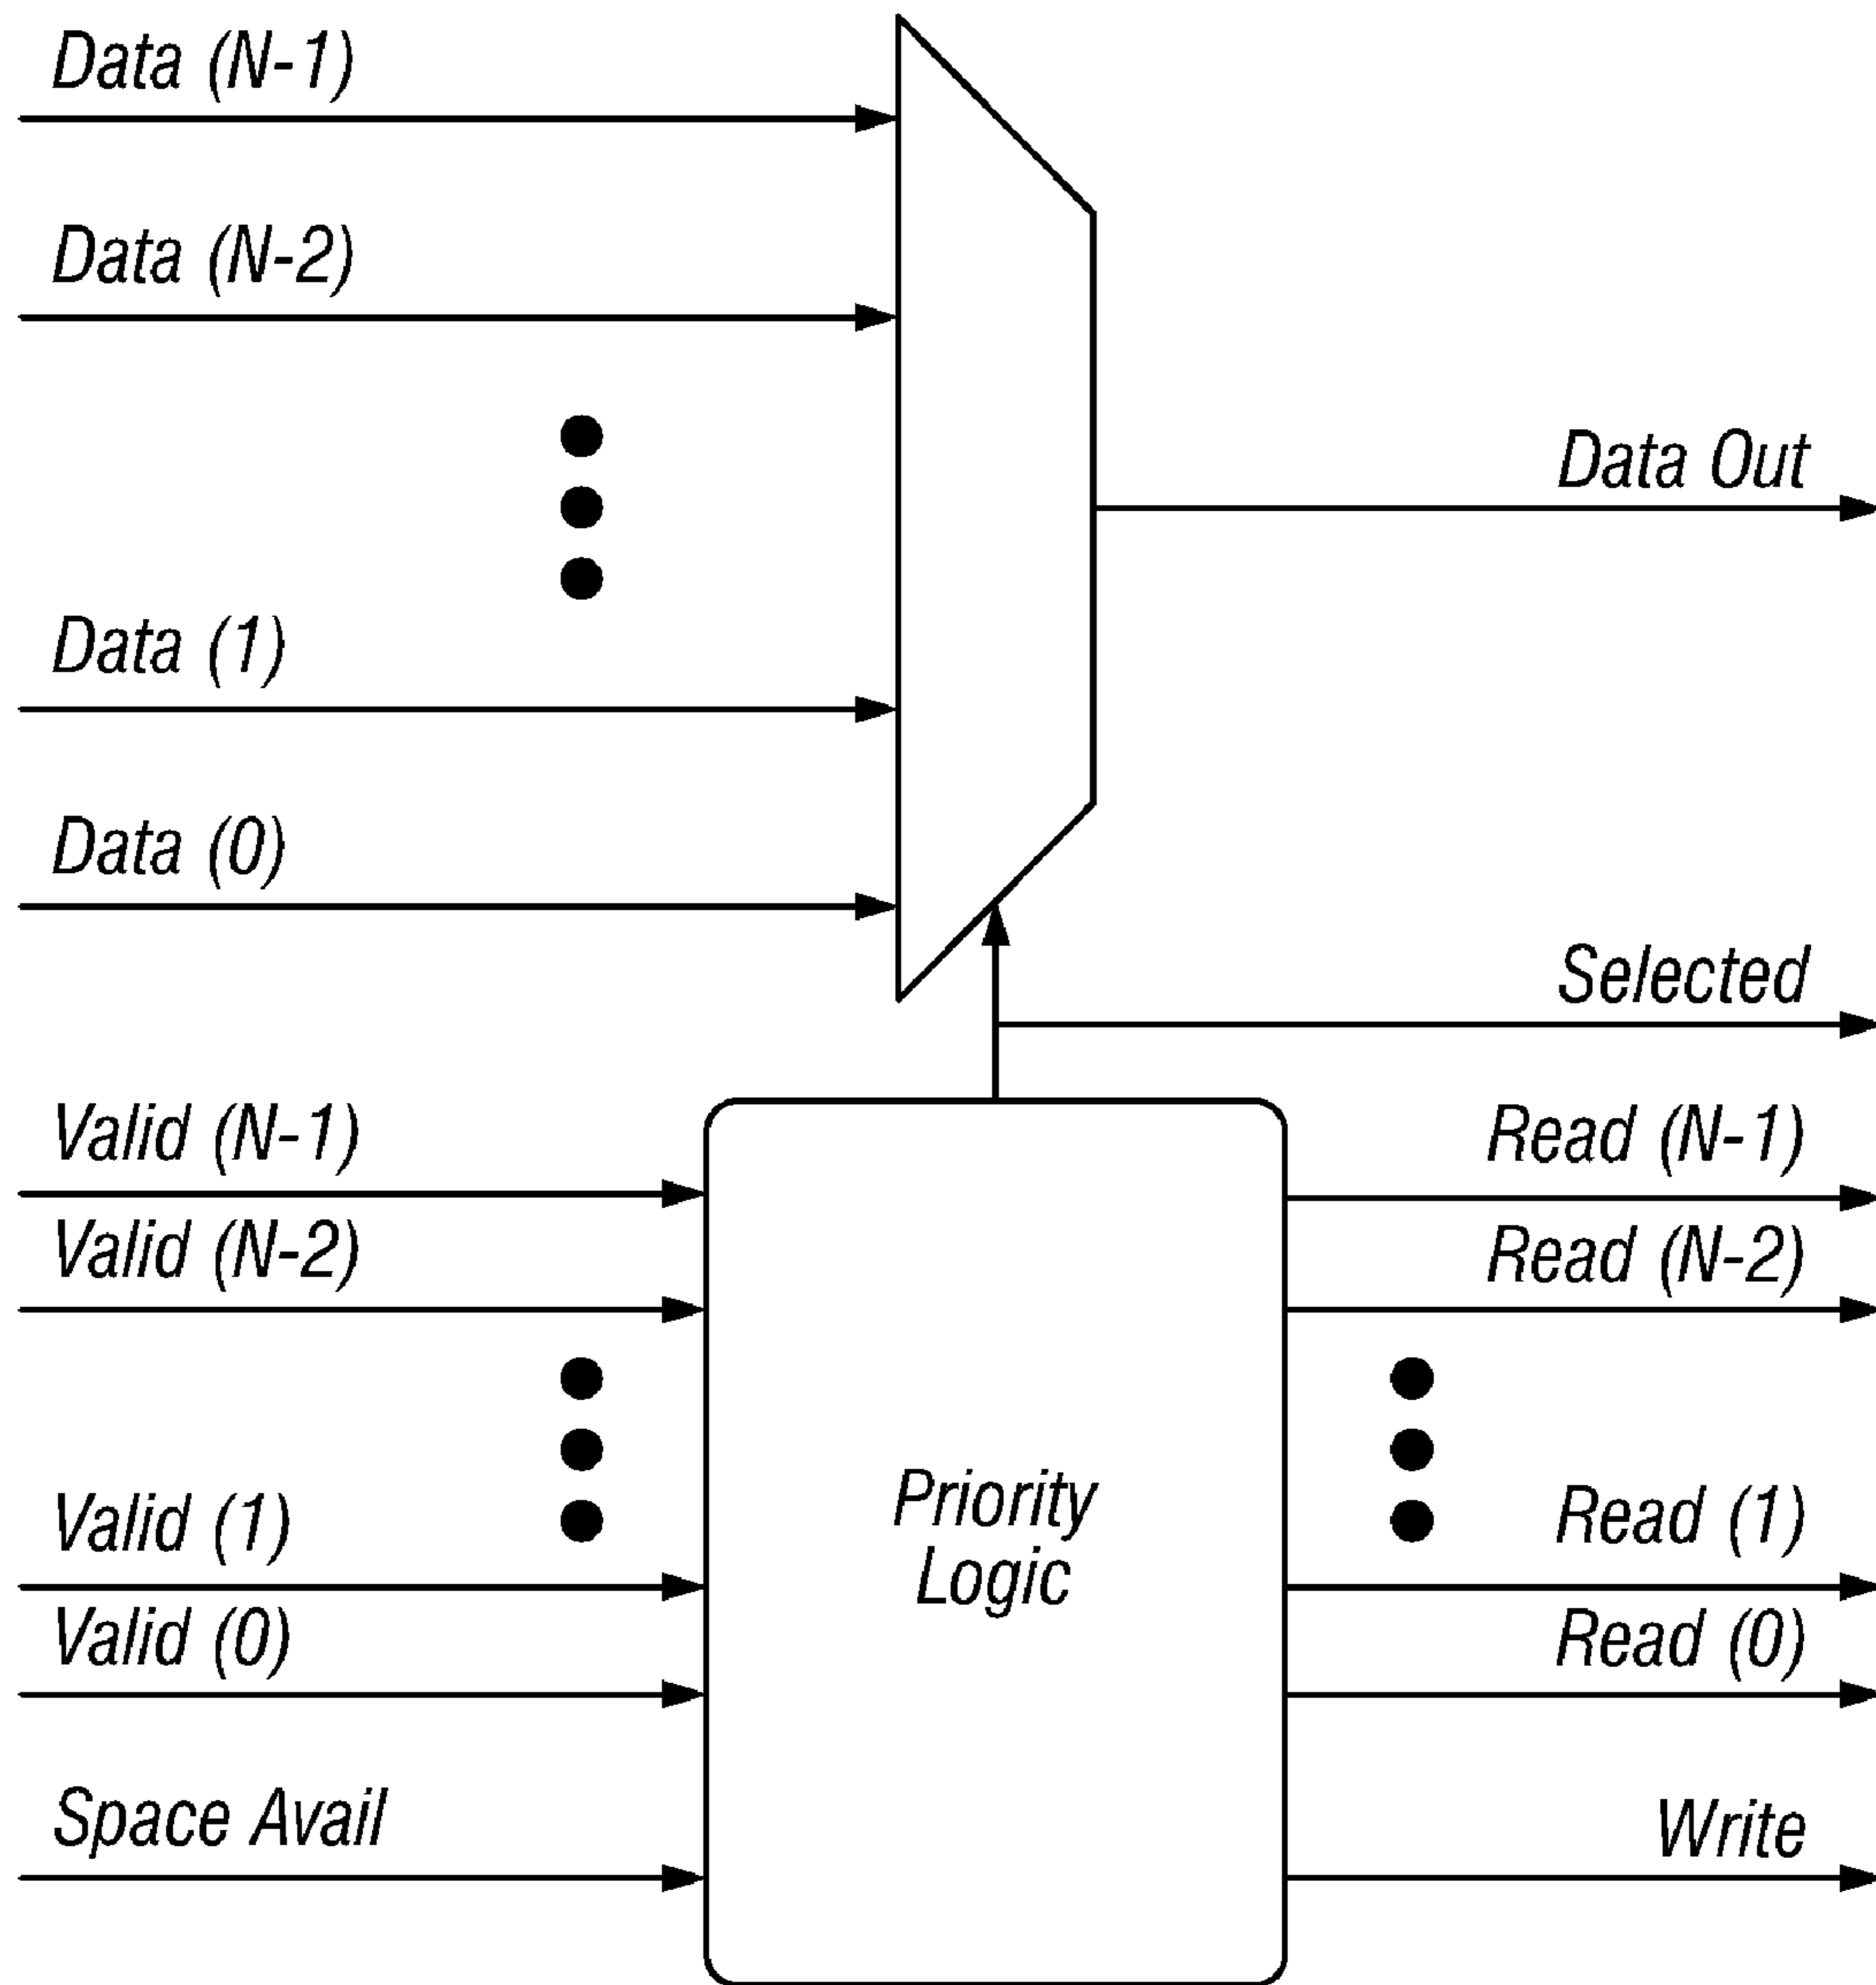 Data (N-1)
Data (N-2)
Data Out
Data (1)
Data (0)
Selected
Valid (N-1)
Read (N-1)
Valid (N-2)
Read (N-2)
Priority
Logic
Valid (1)
Read (1)
Valid (0)
Read (0)
Space Avail
Write